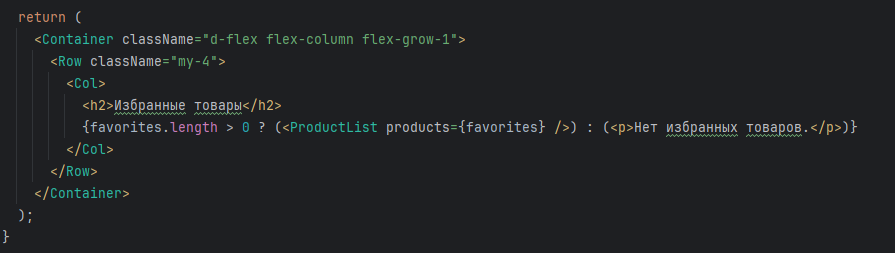 return (
<Container className="d-flex flex-column flex-grow-1">
<Row className="my-4">
<Col>
<h2>Избранные товары</h2>
{favorites.length > 0 ? (<ProductList products={favorites} />) : (<p>Нет избранных товаров.</p>)}
</Col>
</Row>
</Container>
);
}